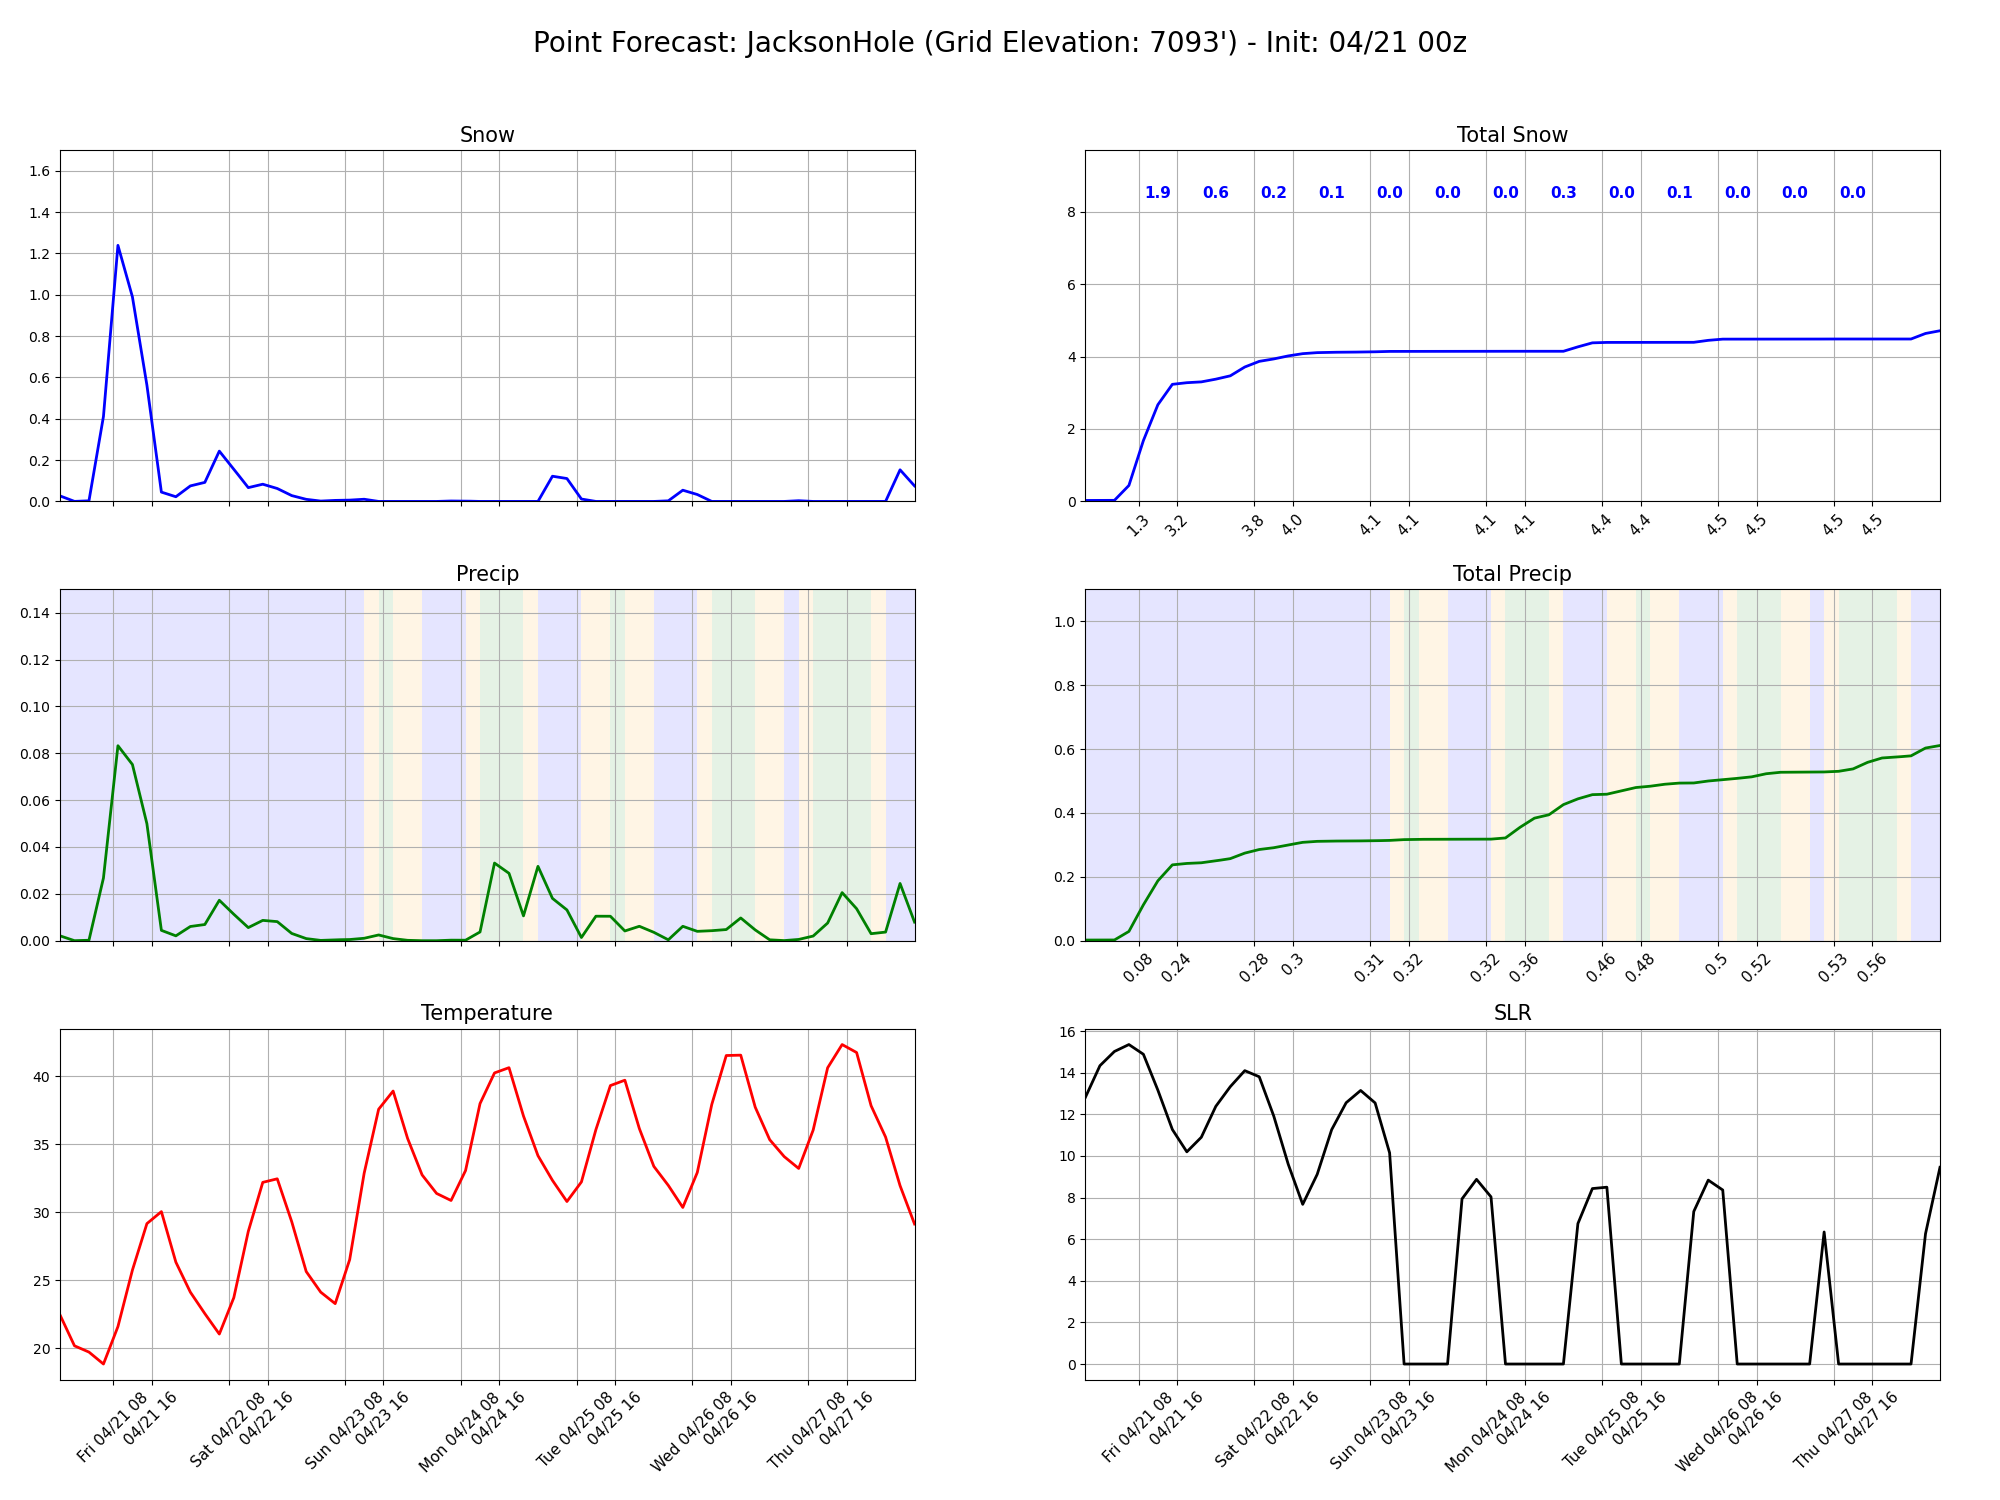 Point Forecast: JacksonHole (Grid Elevation: 7093') - Init: 04/21 00z
Snow
1.6
1.4
1.2
1.0
0.8
0.6
0.4
0.2
0.0
Total Snow
1.9 0.6 0.2 0.1 0.0 0.0 0.0 0.3 0.0 0.1 0.0 0.0 0.0
8
6
4
2
0
1.3 3.2 3.8 4.0 4.1 4.1 4.1 4.1 4.4 4.4 4.5 4.5 4.5 4.5
Precip
0.14
0.12
0.10
0.08
0.06
0.04
0.02
0.00
Total Precip
1.0
0.8
0.6
0.4
0.2
0.0
0.08 0.24 0.28 0.3 0.31 0.32 0.32 0.36 0.46 0.48 0.5 0.52 0.53 0.56
Temperature
40
35
30
25
20
Fri 04/21 08
04/21 16
Sat 04/22 08
04/22 16
Sun 04/23 08
04/23 16
Mon 04/24 08
04/24 16
Tue 04/25 08
04/25 16
Wed 04/26 08
04/26 16
Thu 04/27 08
04/27 16
SLR
16
14
12
10
8
6
4
2
0
Fri 04/21 08
04/21 16
Sat 04/22 08
04/22 16
Sun 04/23 08
04/23 16
Mon 04/24 08
04/24 16
Tue 04/25 08
04/25 16
Wed 04/26 08
04/26 16
Thu 04/27 08
04/27 16